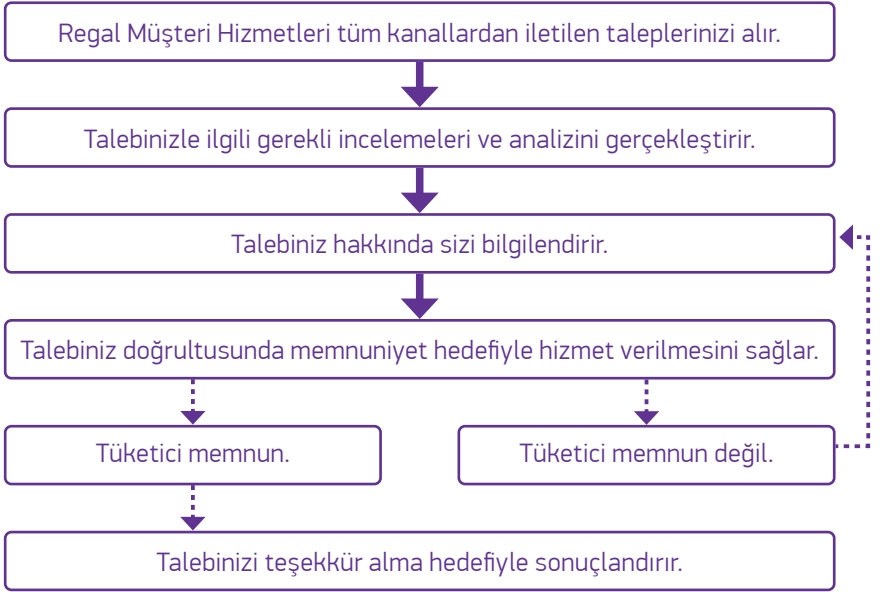 Regal Müşteri Hizmetleri tüm kanallardan iletilen taleplerinizi alır.
Talebinizle ilgili gerekli incelemeleri ve analizini gerçekleştirir.
Talebiniz hakkında sizi bilgilendirir.
Talebiniz doğrultusunda memnuniyet hedefiyle hizmet verilmesini sağlar.
Tüketici memnun.
Tüketici memnun değil.
Talebinizi teşekkür alma hedefiyle sonuçlandırır.